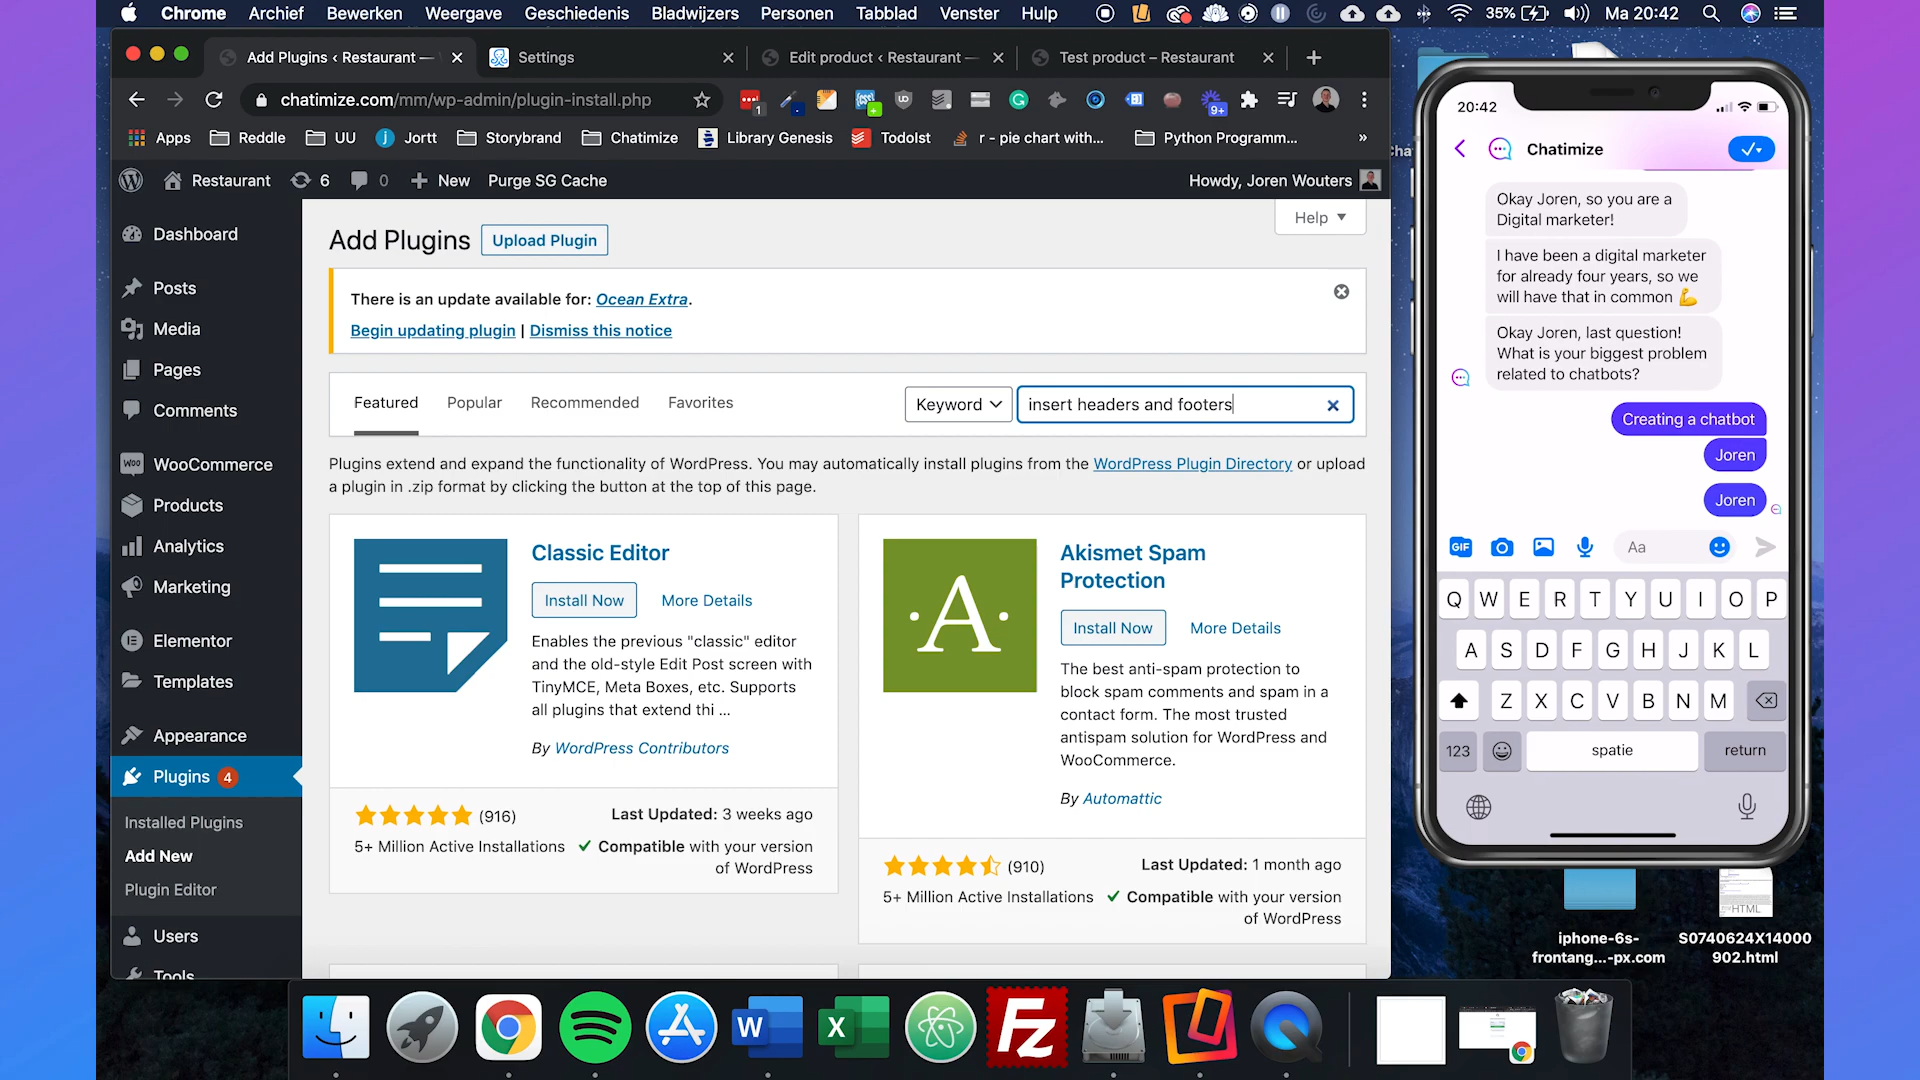 Chrome Archief Bewerken Weergave Geschiedenis Bladwijzers Personen Tabblad Venster Hulp 35% Ma 20:42
Add Plugins ‹ Restaurant — Settings Edit product ‹ Restaurant — Test product – Restaurant
chatimize.com/mm/wp-admin/plugin-install.php
1 9+
Apps Reddle UU Jortt Storybrand Chatimize Library Genesis TodoIst r - pie chart with... Python Programm... »
Restaurant 6 0 New Purge SG Cache Howdy, Joren Wouters
Dashboard
Posts
Media
Pages
Comments
WooCommerce
Products
Analytics
Marketing
Elementor
Templates
Appearance
Plugins 4
Installed Plugins
Add New
Plugin Editor
Users
Tools
Help
Add Plugins Upload Plugin
There is an update available for: Ocean Extra.
Begin updating plugin | Dismiss this notice
Featured Popular Recommended Favorites Keyword insert headers and footers
Plugins extend and expand the functionality of WordPress. You may automatically install plugins from the WordPress Plugin Directory or upload
a plugin in .zip format by clicking the button at the top of this page.
Classic Editor
Install Now More Details
Enables the previous "classic" editor
and the old-style Edit Post screen with
TinyMCE, Meta Boxes, etc. Supports
all plugins that extend thi ...
By WordPress Contributors
(916) Last Updated: 3 weeks ago
5+ Million Active Installations Compatible with your version
of WordPress
A
Akismet Spam
Protection
Install Now More Details
The best anti-spam protection to
block spam comments and spam in a
contact form. The most trusted
antispam solution for WordPress and
WooCommerce.
By Automattic
(910) Last Updated: 1 month ago
5+ Million Active Installations Compatible with your version
of WordPress
20:42
Chatimize
Okay Joren, so you are a
Digital marketer!
I have been a digital marketer
for already four years, so we
will have that in common 💪
Okay Joren, last question!
What is your biggest problem
related to chatbots?
Creating a chatbot
Joren
Joren
GIF Aa
Q W E R T Y U I O P
A S D F G H J K L
Z X C V B N M
123 spatie return
HTML
iphone-6s-
frontang...-px.com
S0740624X14000
902.html
W X Fz